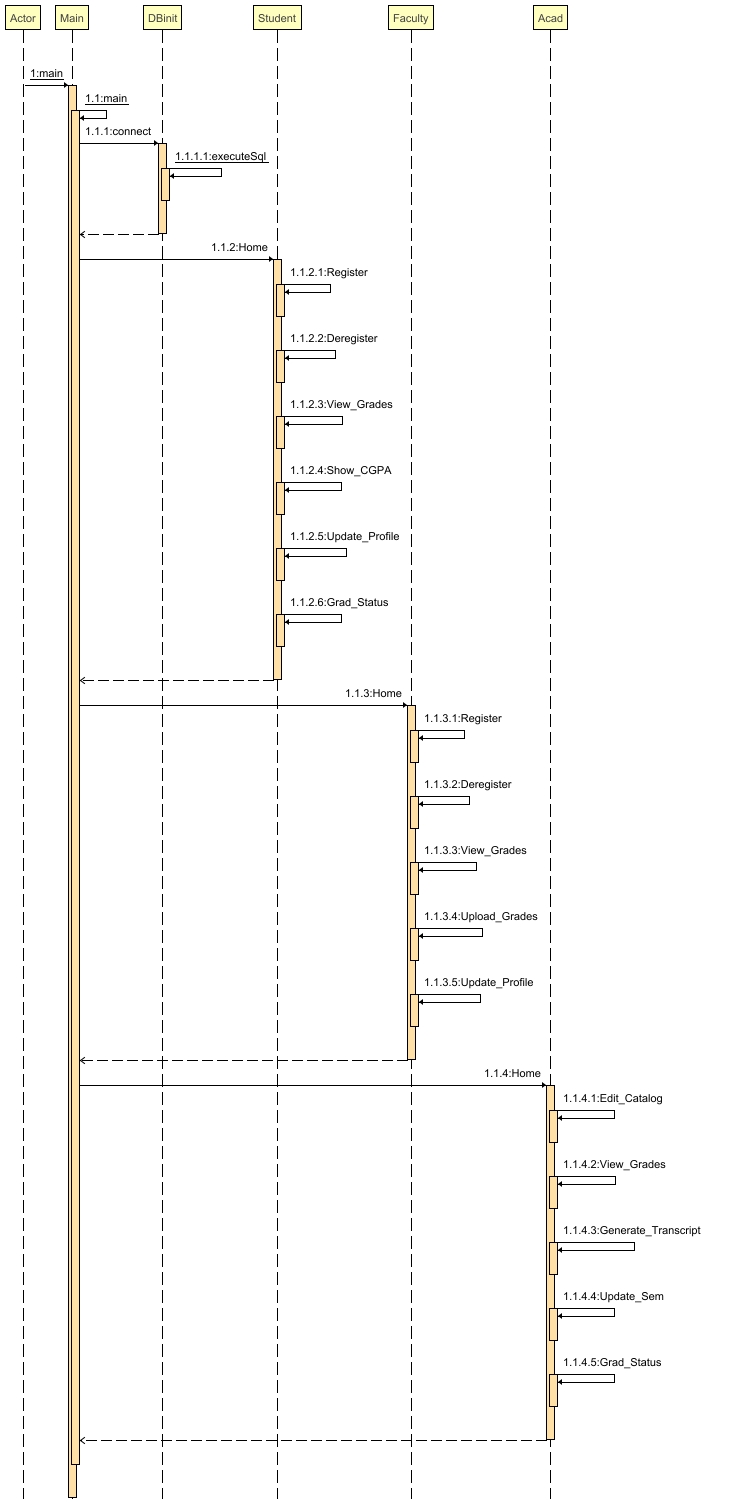 Actor Main DBinit Student Faculty Acad
1:main
1.1:main
1.1.1:connect
1.1.1.1:executeSql
1.1.2:Home
1.1.2.1:Register
1.1.2.2:Deregister
1.1.2.3:View_Grades
1.1.2.4:Show_CGPA
1.1.2.5:Update_Profile
1.1.2.6:Grad_Status
1.1.3:Home
1.1.3.1:Register
1.1.3.2:Deregister
1.1.3.3:View_Grades
1.1.3.4:Upload_Grades
1.1.3.5:Update_Profile
1.1.4:Home
1.1.4.1:Edit_Catalog
1.1.4.2:View_Grades
1.1.4.3:Generate_Transcript
1.1.4.4:Update_Sem
1.1.4.5:Grad_Status